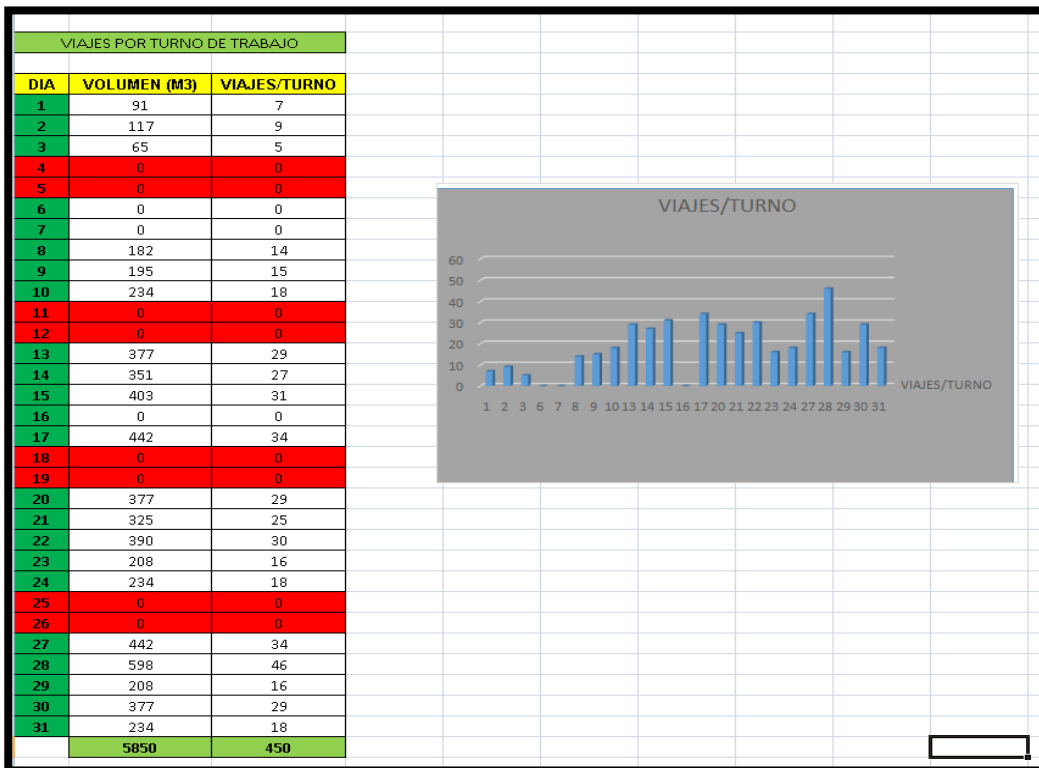 VIAJES POR TURNO DE TRABAJO
DIA VOLUMEN (M3) VIAJES/TURNO
1 91 7
2 117 9
3 65 5
4 0 0
5 0 0
6 0 0
7 0 0
8 182 14
9 195 15
10 234 18
11 0 0
12 0 0
13 377 29
14 351 27
15 403 31
16 0 0
17 442 34
18 0 0
19 0 0
20 377 29
21 325 25
22 390 30
23 208 16
24 234 18
25 0 0
26 0 0
27 442 34
28 598 46
29 208 16
30 377 29
31 234 18
5850 450
VIAJES/TURNO
60
50
40
30
20
10
0
VIAJES/TURNO
1 2 3 6 7 8 9 10 13 14 15 16 17 20 21 22 23 24 27 28 29 30 31